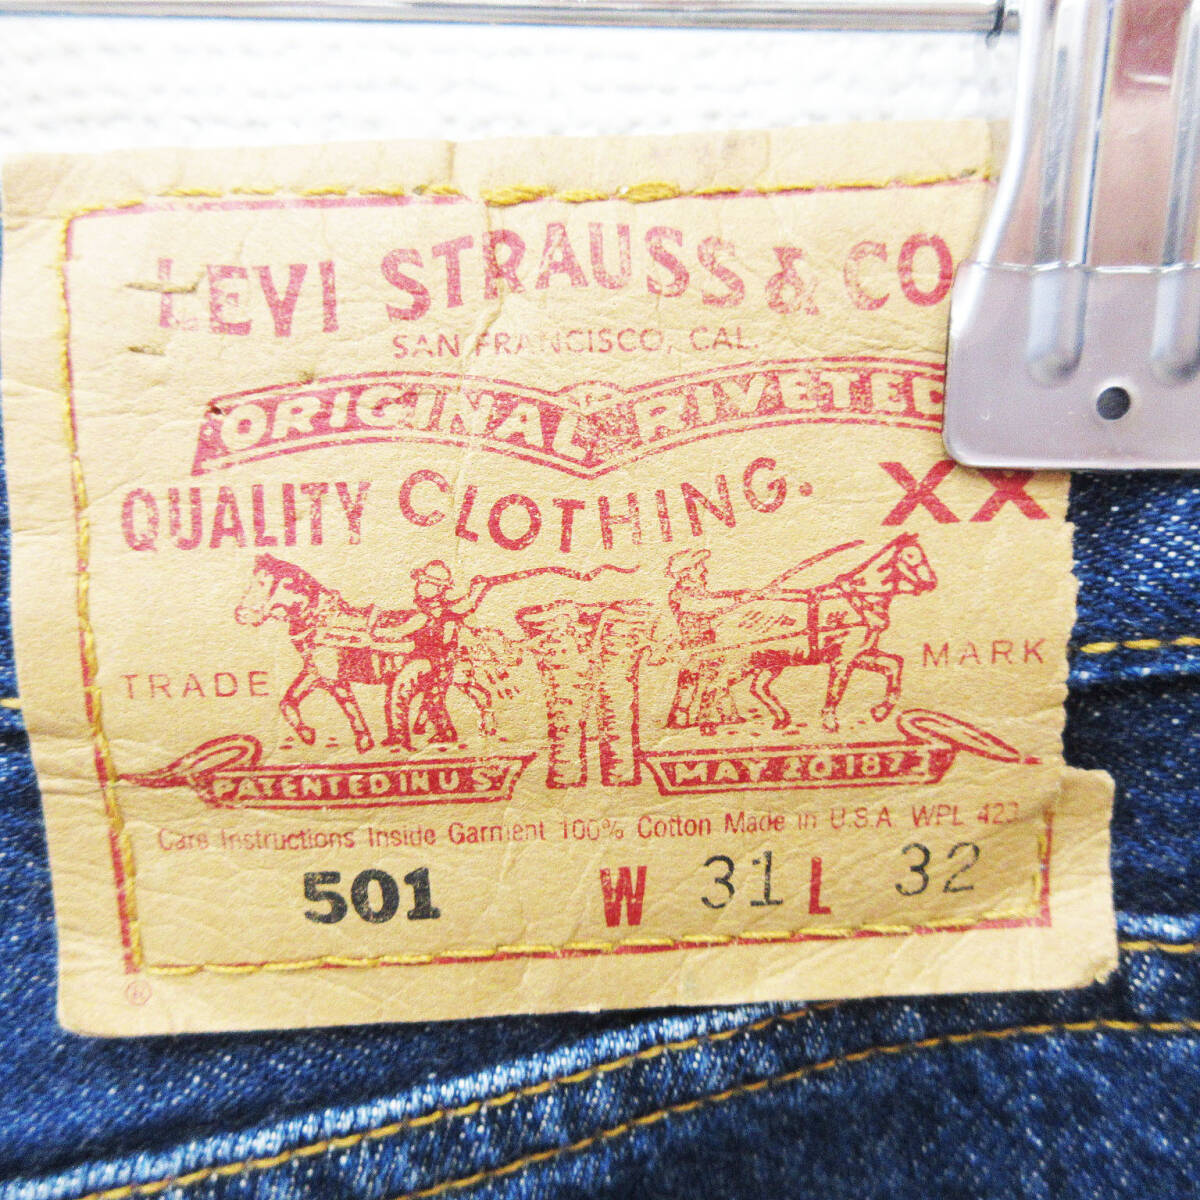 LEVI STRAUSS & CO
SAN FRANCISCO, CAL.
ORIGINAL RIVETED
QUALITY CLOTHING. XX
TRADE MARK
PATENTED IN U S MAY 20 1873
Care Instructions Inside Garment 100% Cotton Made in U.S.A. WPL 423
501 W 31 L 32
®